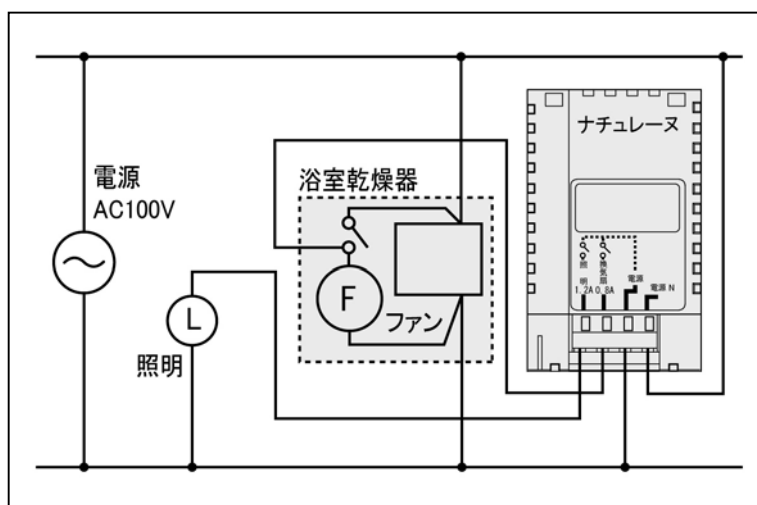 電源
AC100V
L
照明
浴室乾燥器
F
ファン
ナチュレーヌ
照明
1.2A
換気扇
0.8A
電源
電源 N